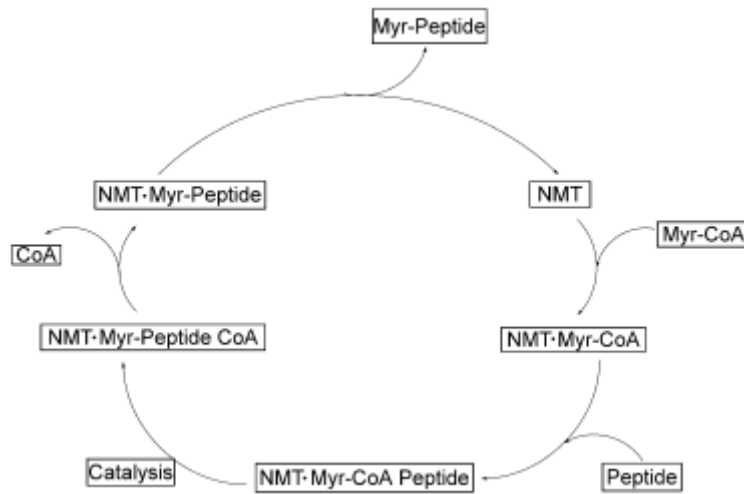 Myr-Peptide
NMT·Myr-Peptide
NMT
CoA
Myr-CoA
NMT·Myr-Peptide CoA
NMT·Myr-CoA
Catalysis
NMT·Myr-CoA Peptide
Peptide